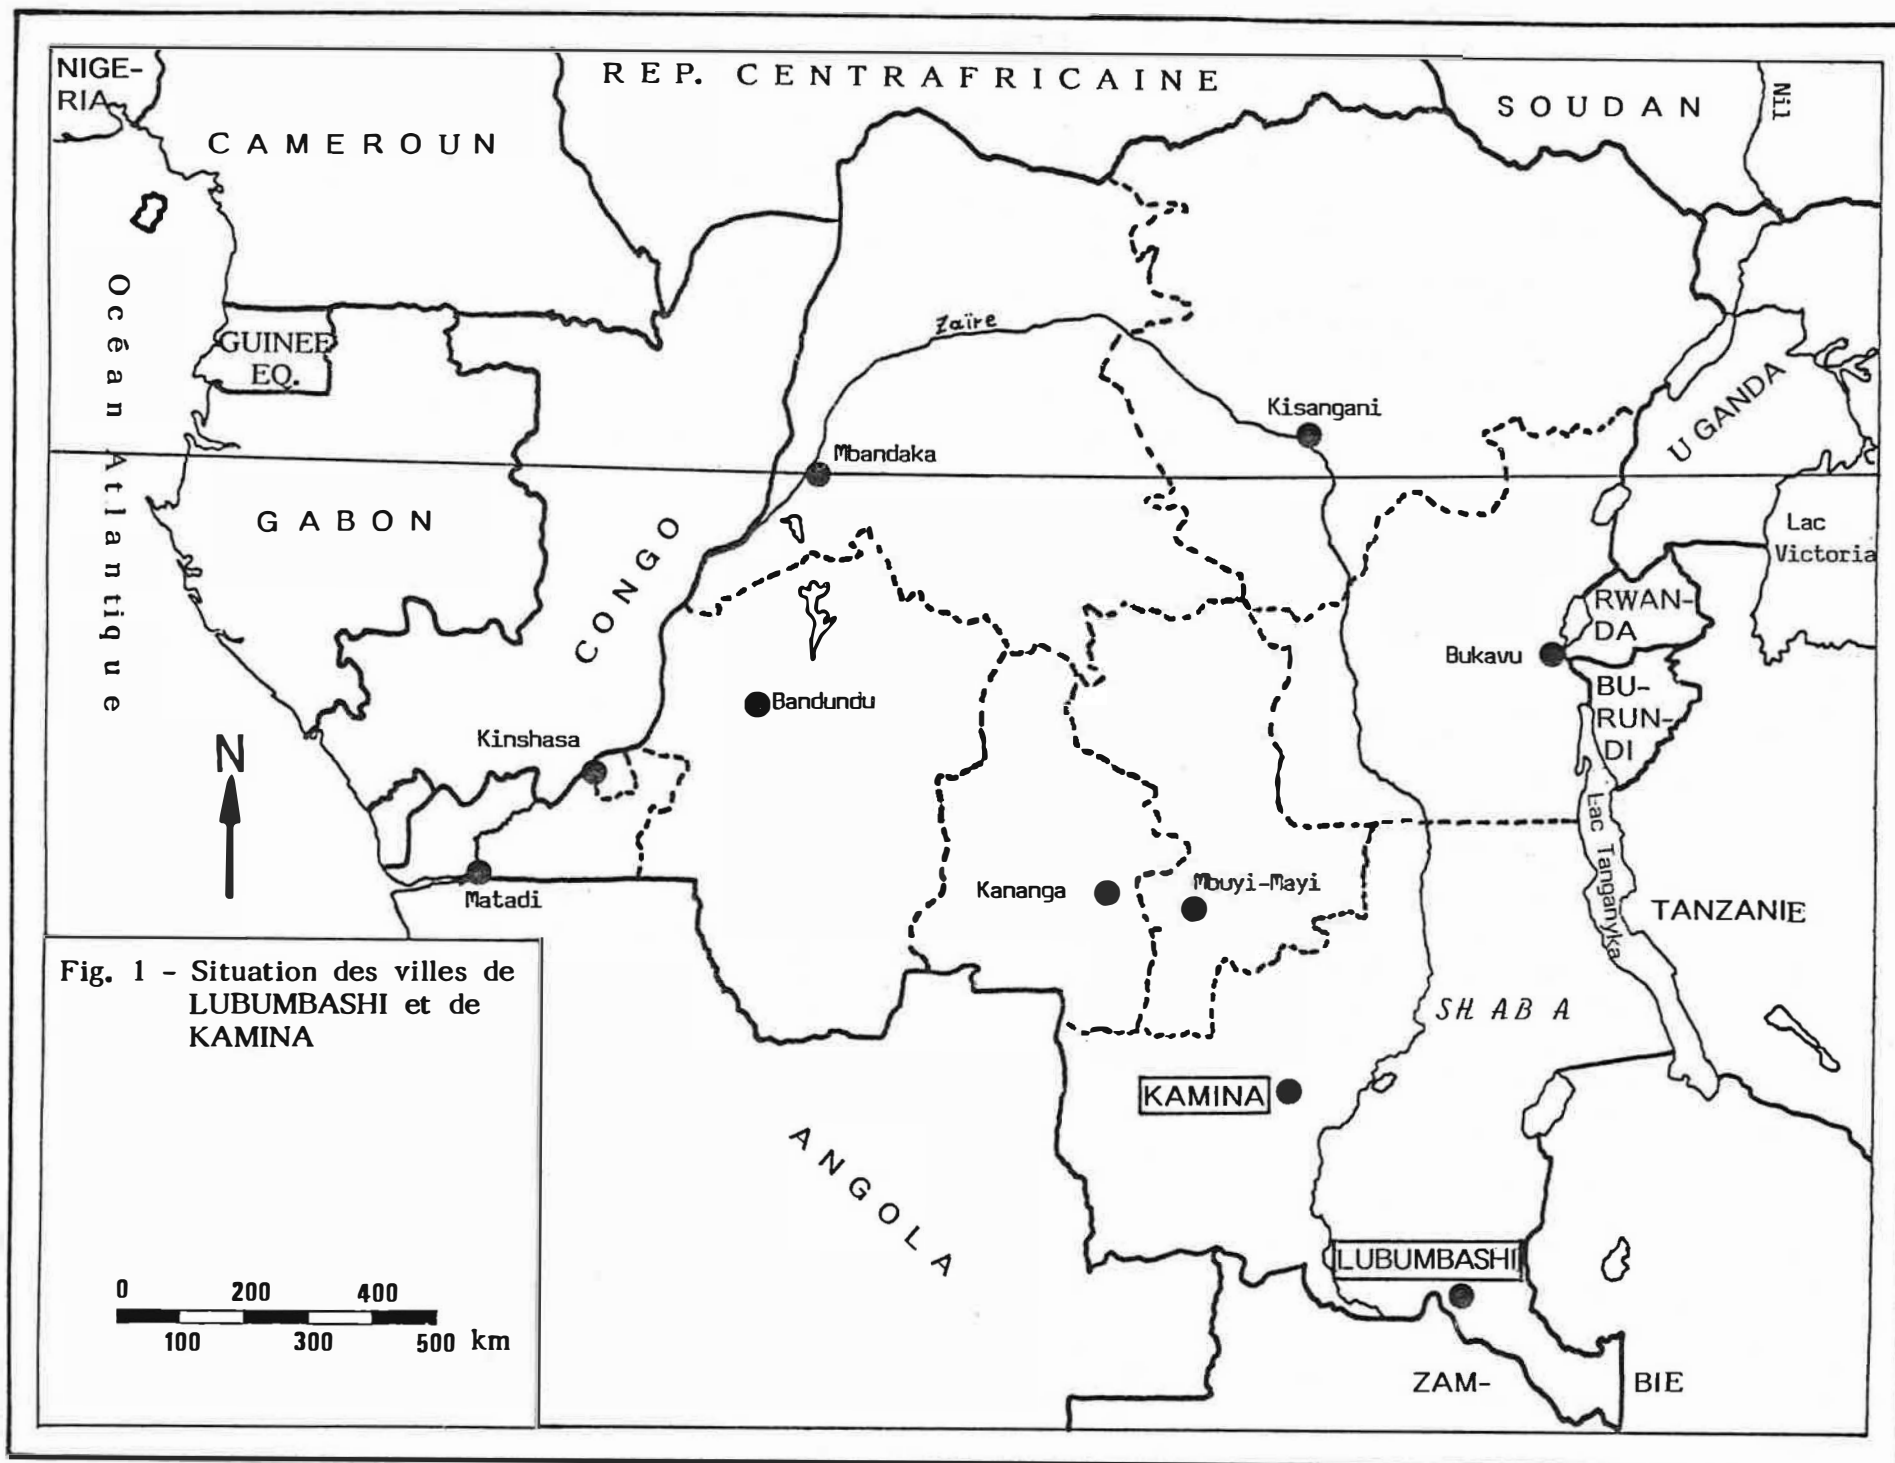 NIGE-
RIA
REP. CENTRAFRICAINE
SOUDAN
Nil
CAMEROUN
Océan Atlantique
GUINEE
EQ.
Zaïre
Kisangani
UGANDA
Mbandaka
GABON
CONGO
Lac
Victoria
RWAN-
DA
Bukavu
BU-
RUN-
DI
Bandundu
Kinshasa
N
Lac Tanganyka
Matadi
Kananga
Mbuyi-Mayi
TANZANIE
SHABA
KAMINA
ANGOLA
LUBUMBASHI
ZAM-
BIE
Fig. 1 - Situation des villes de
LUBUMBASHI et de
KAMINA
0 200 400
100 300 500 km